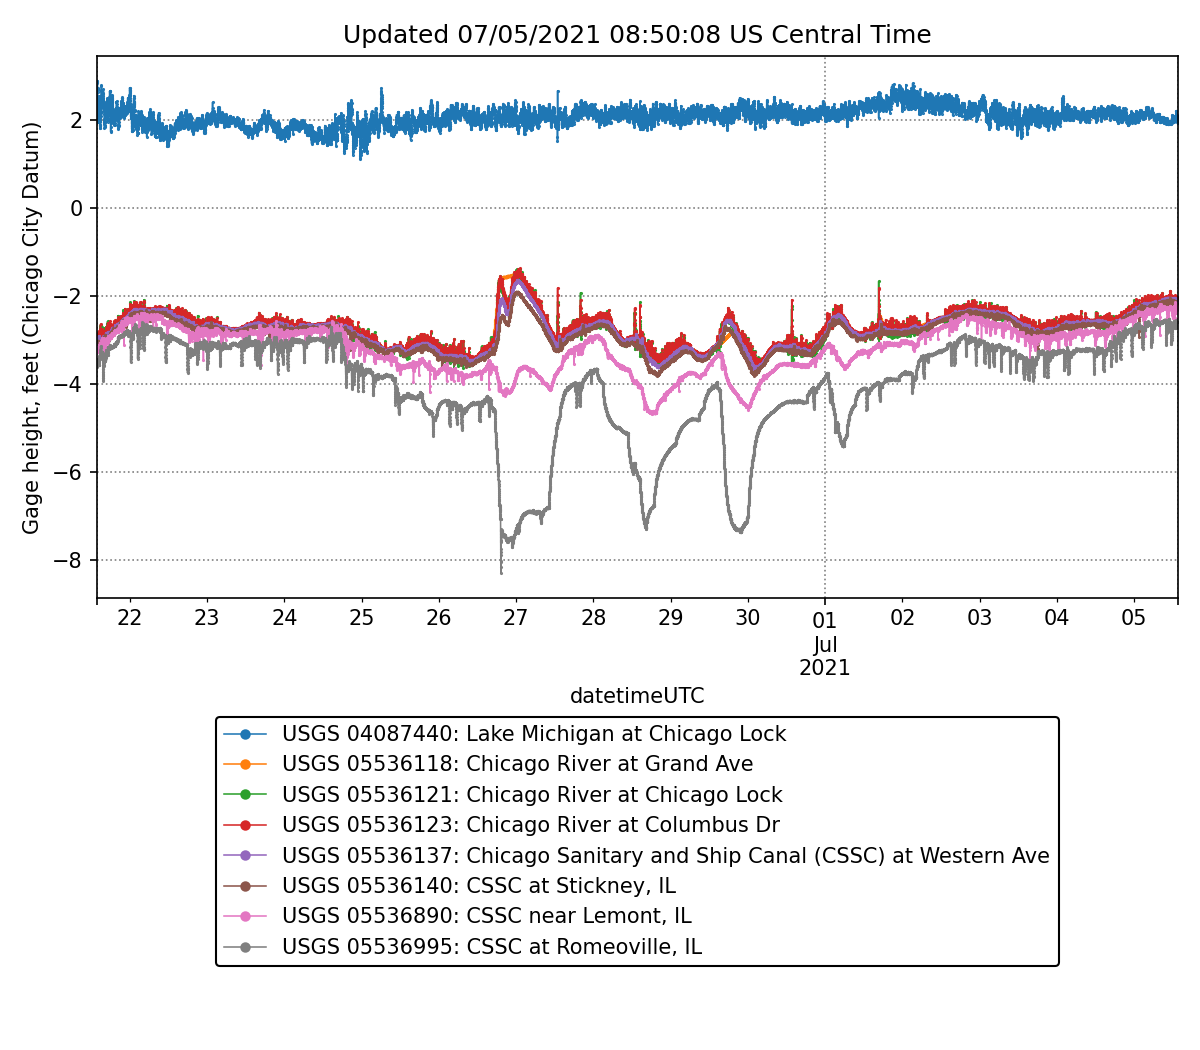 Updated 07/05/2021 08:50:08 US Central Time
Gage height, feet (Chicago City Datum)
2
0
−2
−4
−6
−8
22 23 24 25 26 27 28 29 30 01 02 03 04 05
Jul
2021
datetimeUTC
USGS 04087440: Lake Michigan at Chicago Lock
USGS 05536118: Chicago River at Grand Ave
USGS 05536121: Chicago River at Chicago Lock
USGS 05536123: Chicago River at Columbus Dr
USGS 05536137: Chicago Sanitary and Ship Canal (CSSC) at Western Ave
USGS 05536140: CSSC at Stickney, IL
USGS 05536890: CSSC near Lemont, IL
USGS 05536995: CSSC at Romeoville, IL